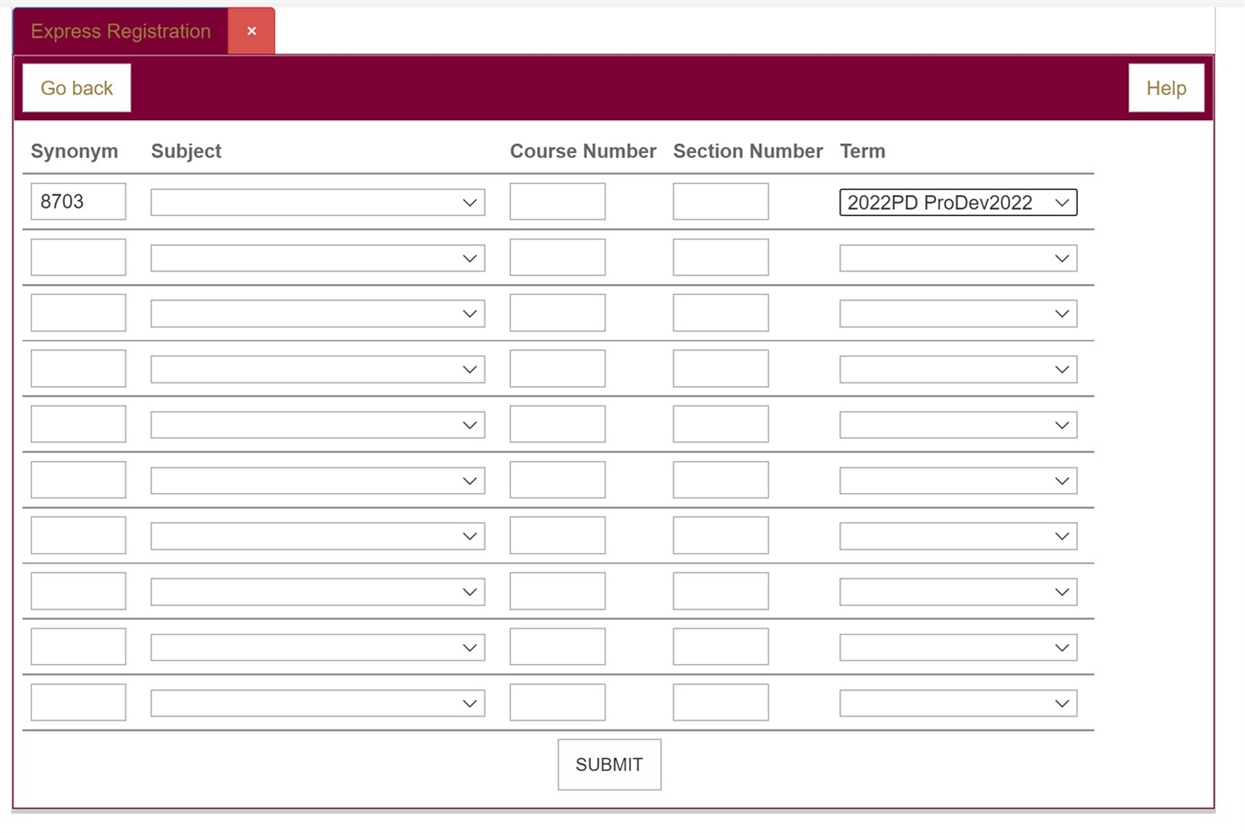 Express Registration ×
Go back Help
Synonym Subject Course Number Section Number Term
8703 2022PD ProDev2022
SUBMIT